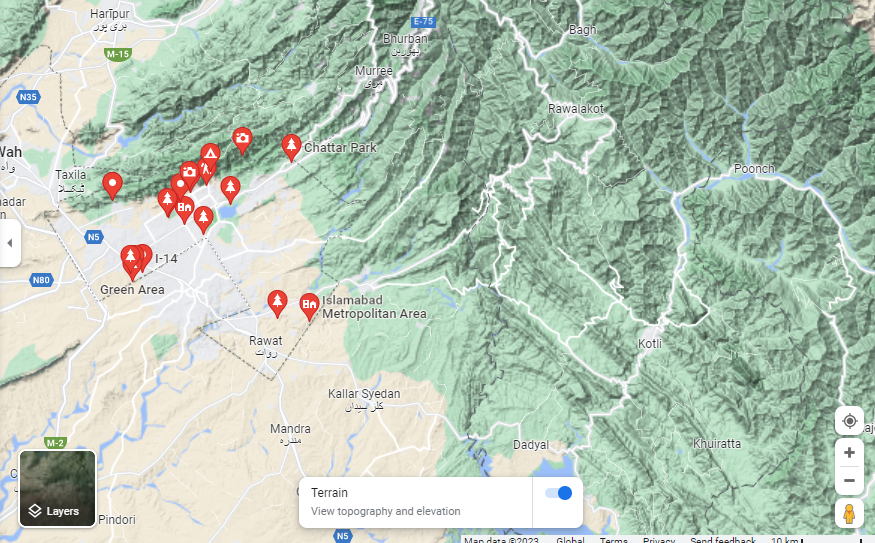 Harīpur
ہری پور
E-75
Bagh
Bhurban
بھوربن
M-15
Murree
مری
N35
Rawalakot
Chattar Park
Wah
واہ
Taxila
ٹیکسلا
Poonch
N5
I-14
N80
Green Area
Islamabad
Metropolitan Area
Rawat
روات
Kotli
Kallar Syedan
کلر سیداں
Mandra
مندرہ
M-2
Dadyal
Khuiratta
Layers
Terrain
View topography and elevation
Pindori
N5
Map data ©2023
Global
Terms
Privacy
Send feedback
10 km